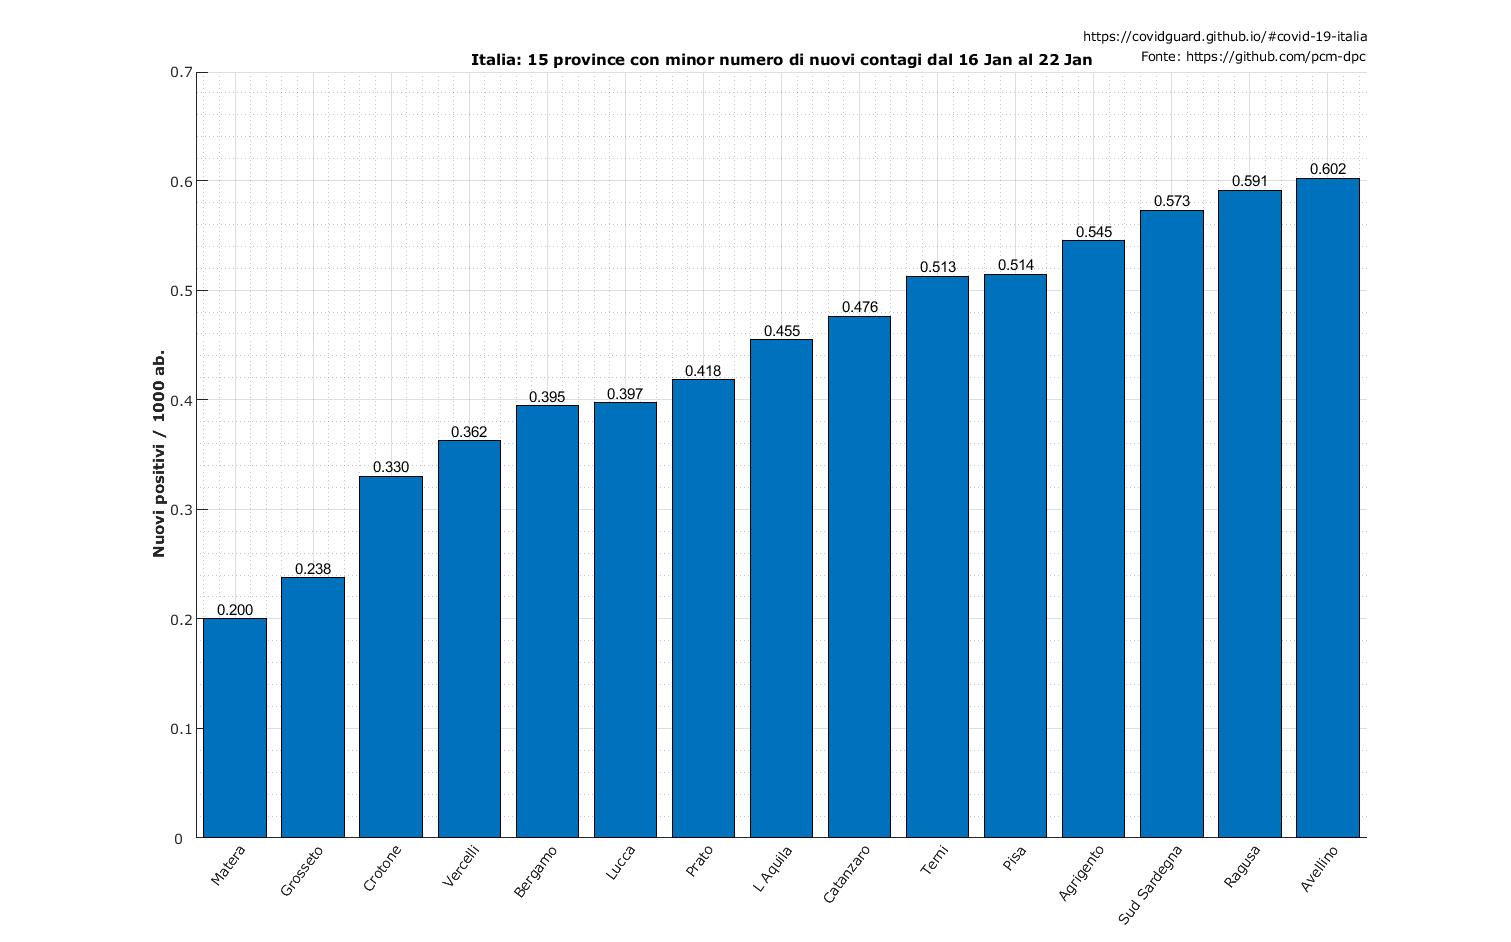 https://covidguard.github.io/#covid-19-italia
Fonte: https://github.com/pcm-dpc
Italia: 15 province con minor numero di nuovi contagi dal 16 Jan al 22 Jan
Nuovi positivi / 1000 ab.
0.7
0.6
0.5
0.4
0.3
0.2
0.1
0
0.200
0.238
0.330
0.362
0.395
0.397
0.418
0.455
0.476
0.513
0.514
0.545
0.573
0.591
0.602
Matera
Grosseto
Crotone
Vercelli
Bergamo
Lucca
Prato
L Aquila
Catanzaro
Terni
Pisa
Agrigento
Sud Sardegna
Ragusa
Avellino